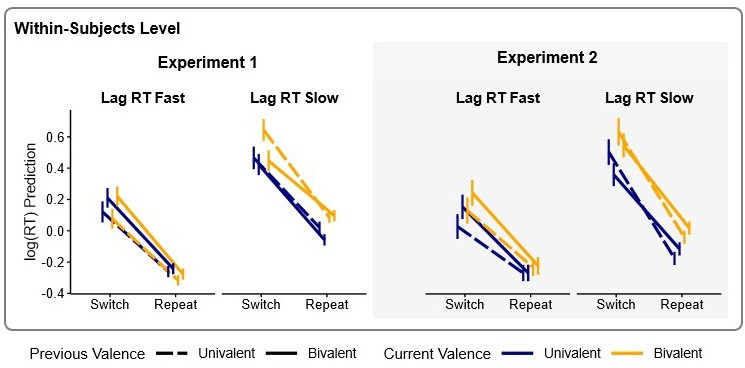 Within-Subjects Level
Experiment 1
Experiment 2
Lag RT Fast
Lag RT Slow
Lag RT Fast
Lag RT Slow
log(RT) Prediction
0.6
0.4
0.2
0.0
-0.2
-0.4
Switch Repeat Switch Repeat Switch Repeat Switch Repeat
Previous Valence Univalent Bivalent Current Valence Univalent Bivalent